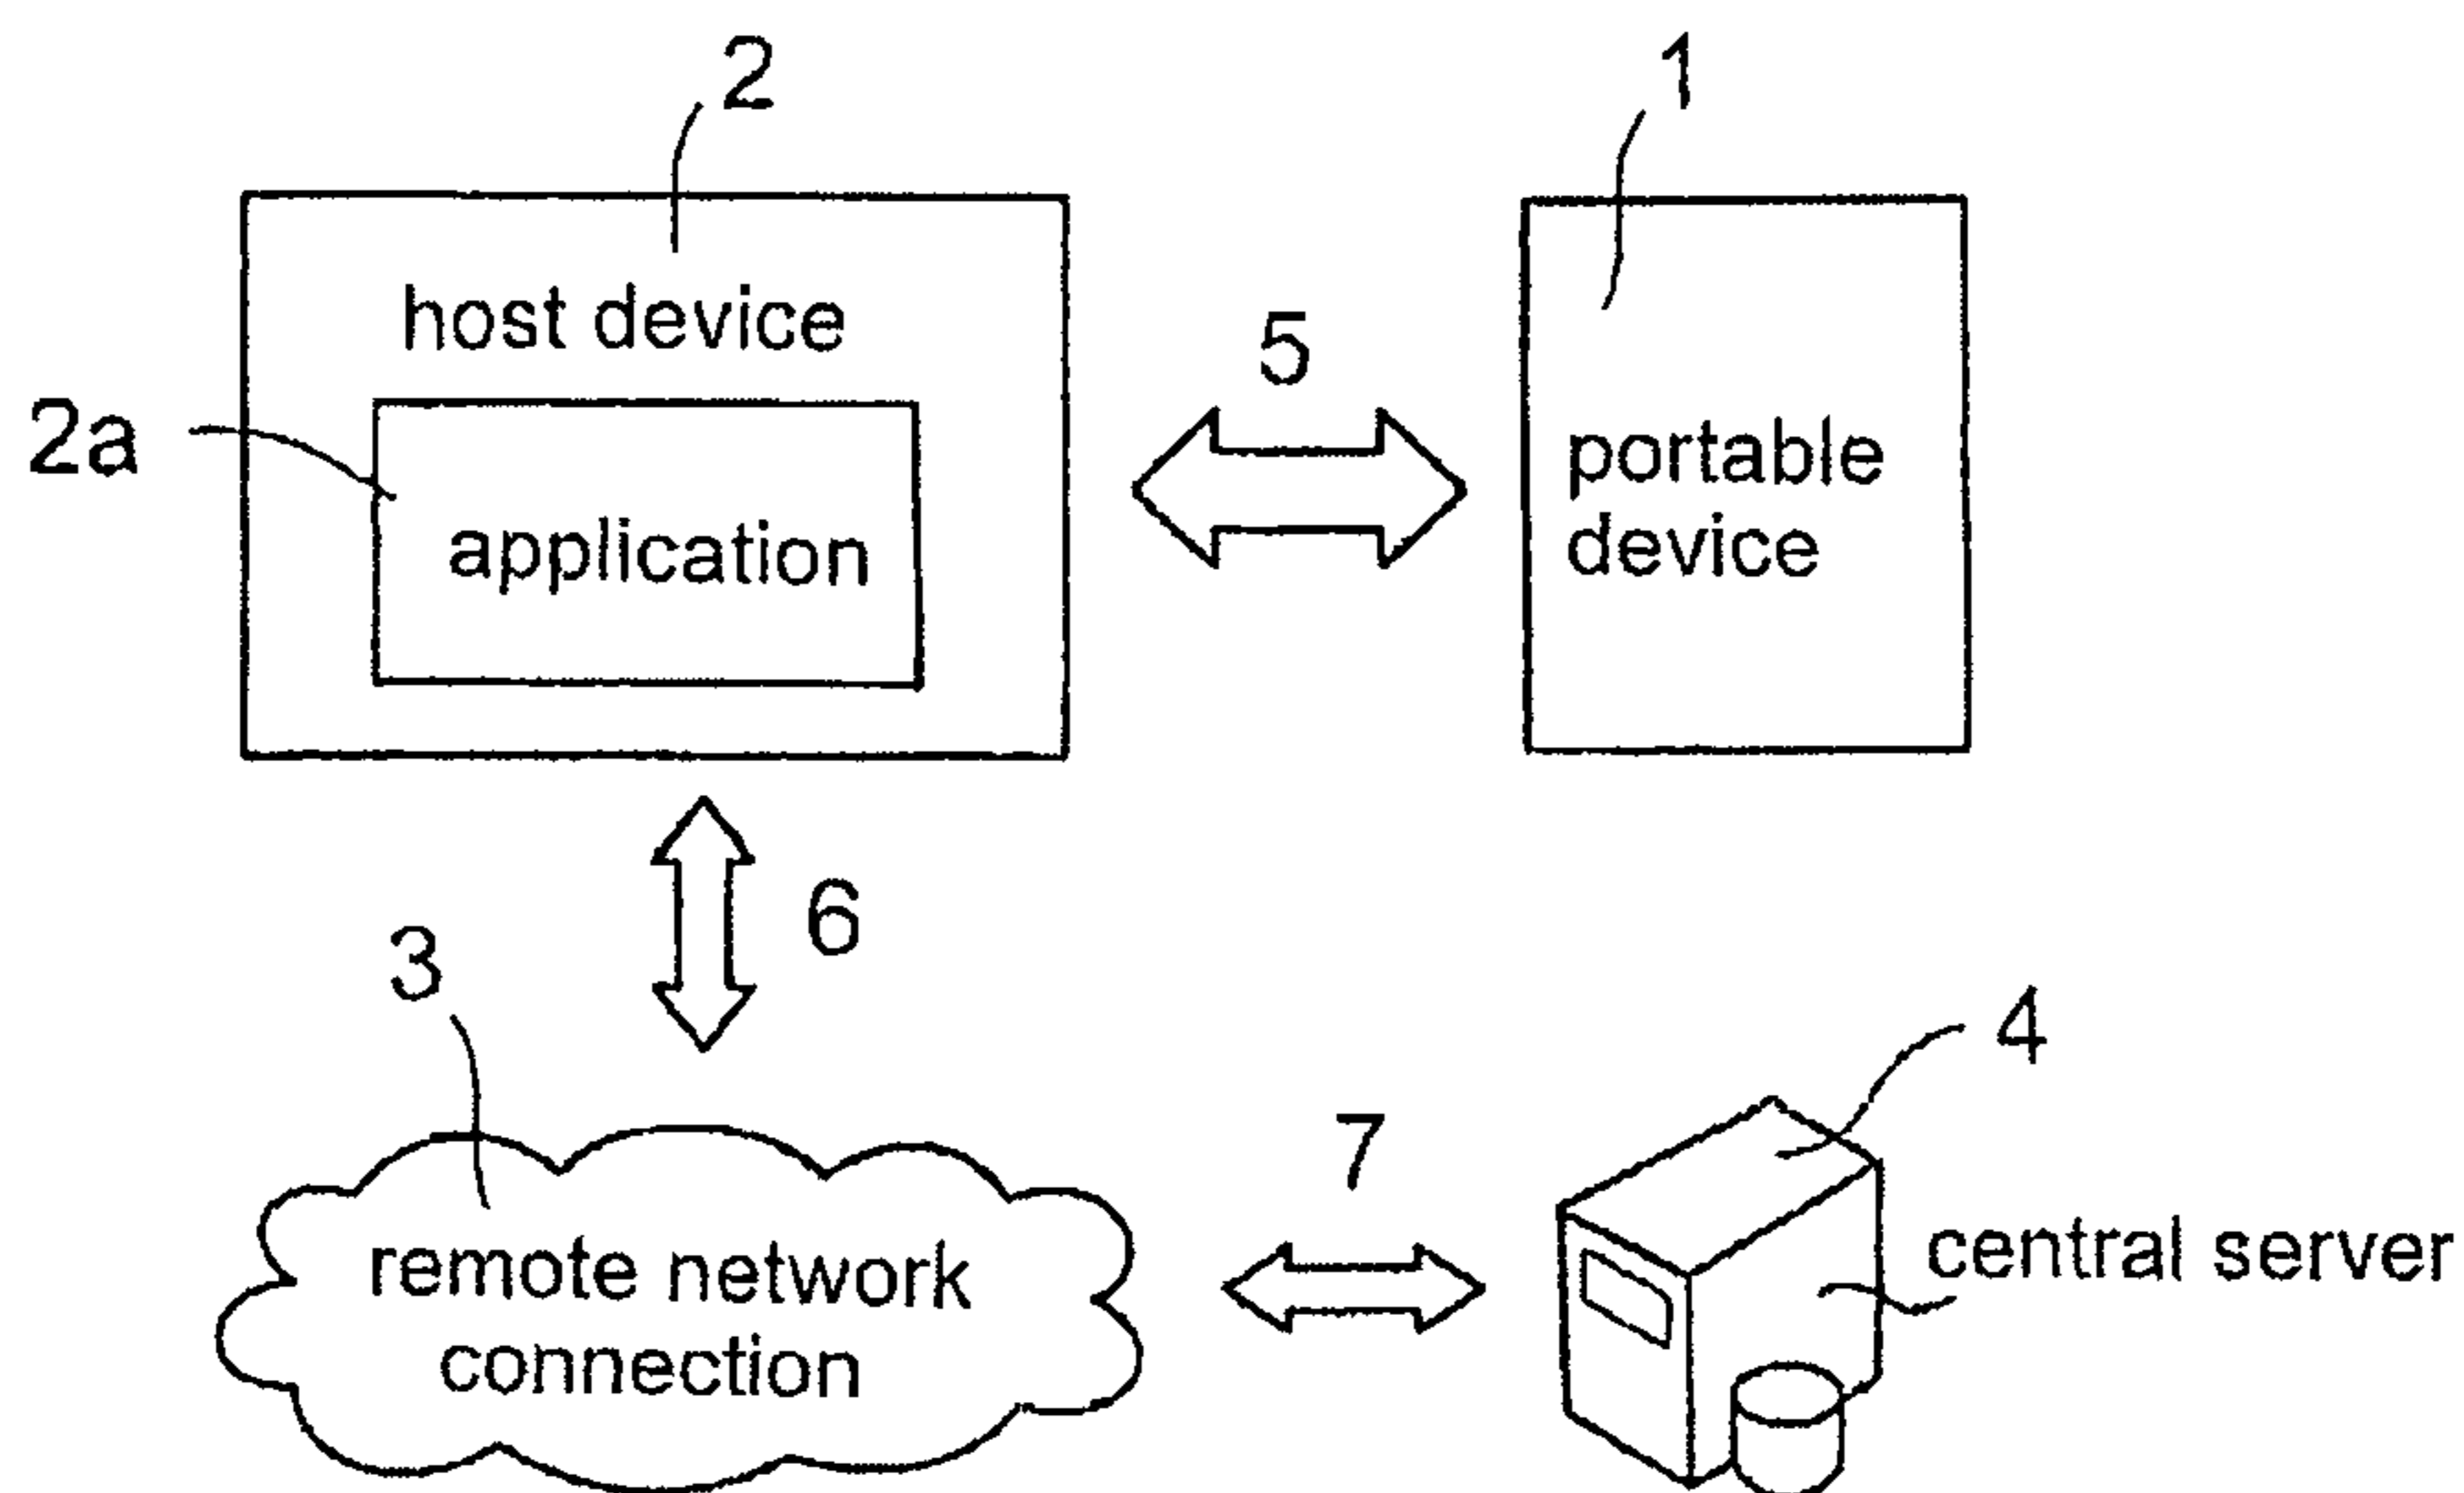 2
1
host device
5
2a
portable
device
application
6
3
4
7
central server
remote network
connection